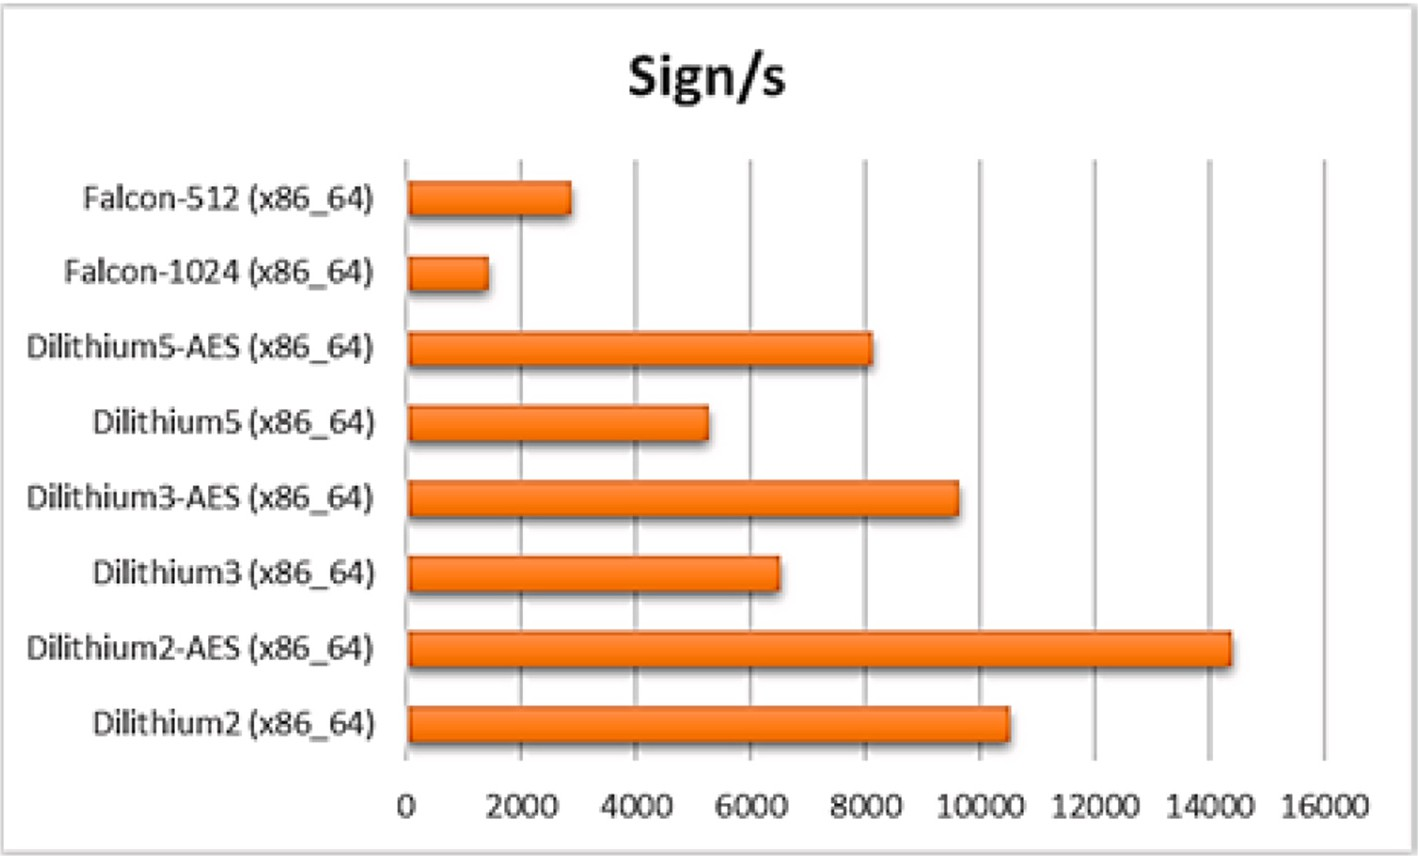 Sign/s
Falcon-512 (x86_64)
Falcon-1024 (x86_64)
Dilithium5-AES (x86_64)
Dilithium5 (x86_64)
Dilithium3-AES (x86_64)
Dilithium3 (x86_64)
Dilithium2-AES (x86_64)
Dilithium2 (x86_64)
0 2000 4000 6000 8000 10000 12000 14000 16000